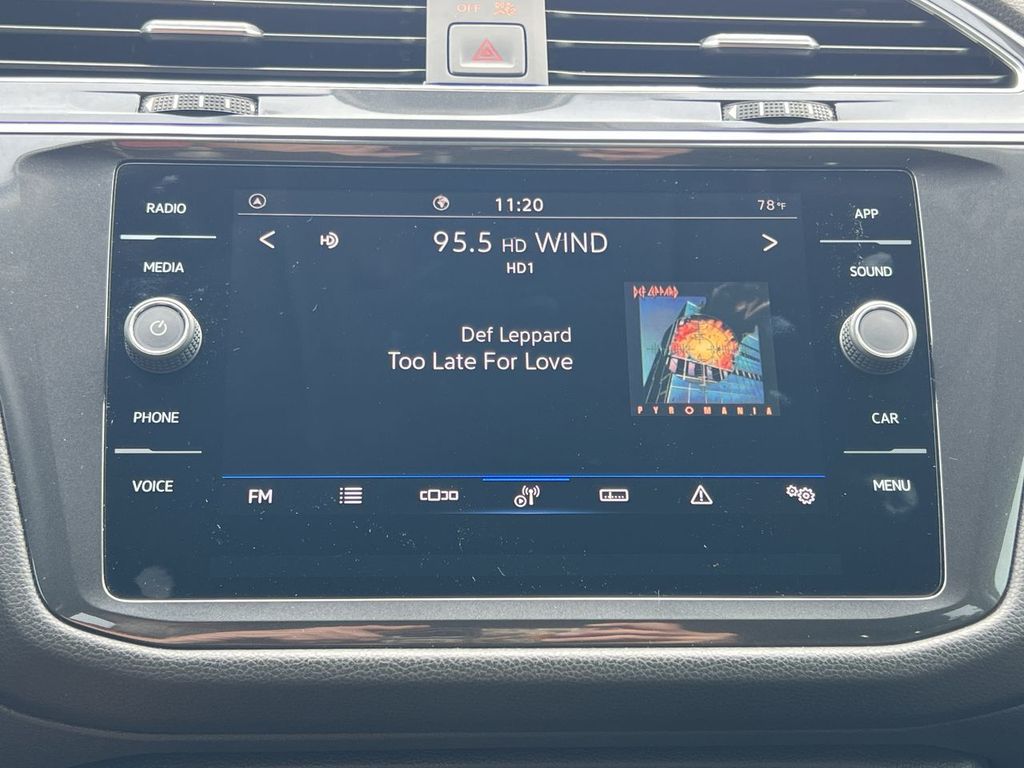 OFF
RADIO
11:20
78°F
APP
95.5 HD WIND
HD
HD1
MEDIA
SOUND
DEF LEPPARD
Def Leppard
Too Late For Love
PYROMANIA
PHONE
CAR
VOICE
FM
MENU